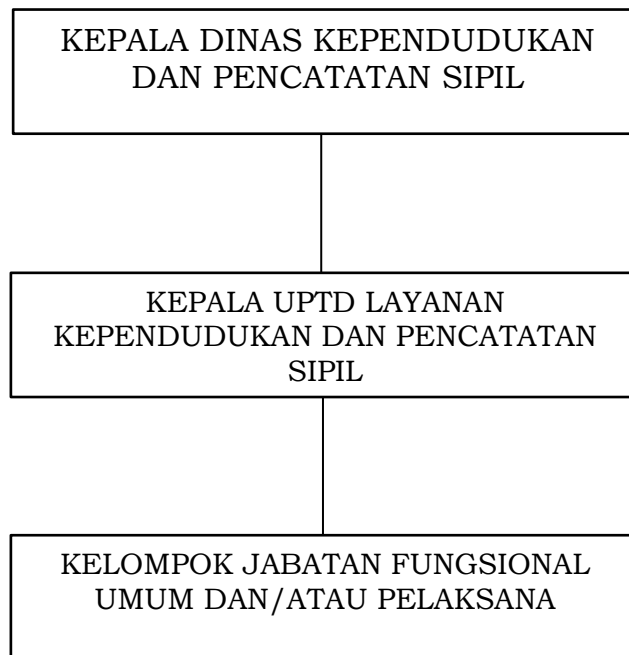 KEPALA DINAS KEPENDUDUKAN
DAN PENCATATAN SIPIL
KEPALA UPTD LAYANAN
KEPENDUDUKAN DAN PENCATATAN
SIPIL
KELOMPOK JABATAN FUNGSIONAL
UMUM DAN/ATAU PELAKSANA